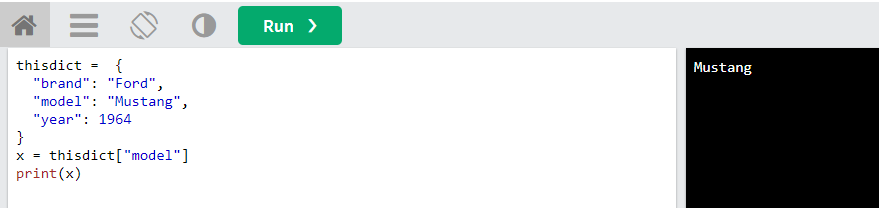 Run ❯
thisdict =  {
  "brand": "Ford",
  "model": "Mustang",
  "year": 1964
}
x = thisdict["model"]
print(x)
Mustang